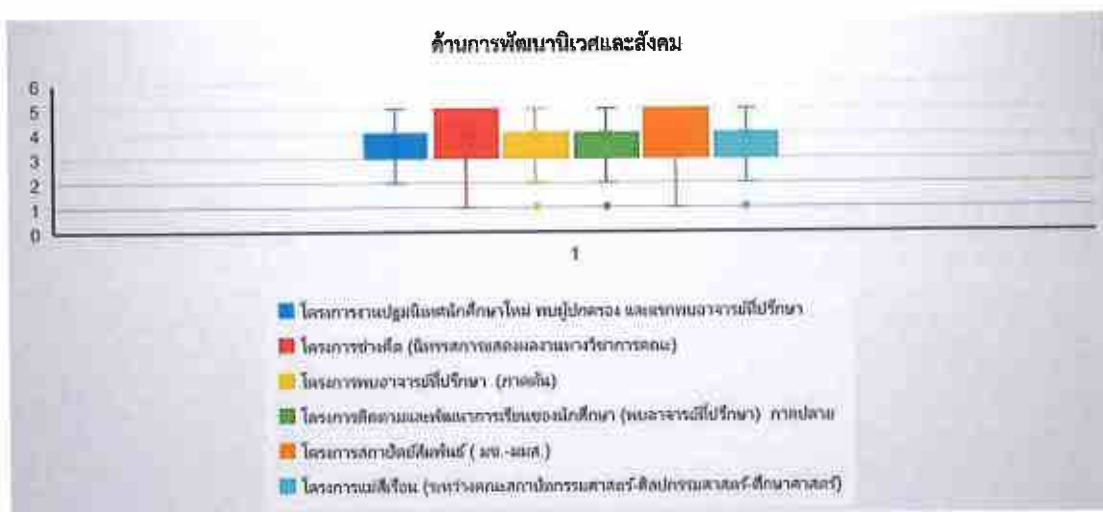 ด้านการพัฒนานิเวศและสังคม
6
5
4
3
2
1
0
1
โครงการงานปฐมนิเทศนักศึกษาใหม่ พบผู้ปกครอง และแรกพบอาจารย์ที่ปรึกษา
โครงการช่างคิด (นิทรรศการแสดงผลงานทางวิชาการคณะ)
โครงการพบอาจารย์ที่ปรึกษา (ภาคต้น)
โครงการติดตามและพัฒนาการเรียนของนักศึกษา (พบอาจารย์ที่ปรึกษา) ภาคปลาย
โครงการสถาปัตย์สัมพันธ์ ( มข.-มมส.)
โครงการแม่สีเรือน (ระหว่างคณะสถาปัตยกรรมศาสตร์-ศิลปกรรมศาสตร์-ศึกษาศาสตร์)